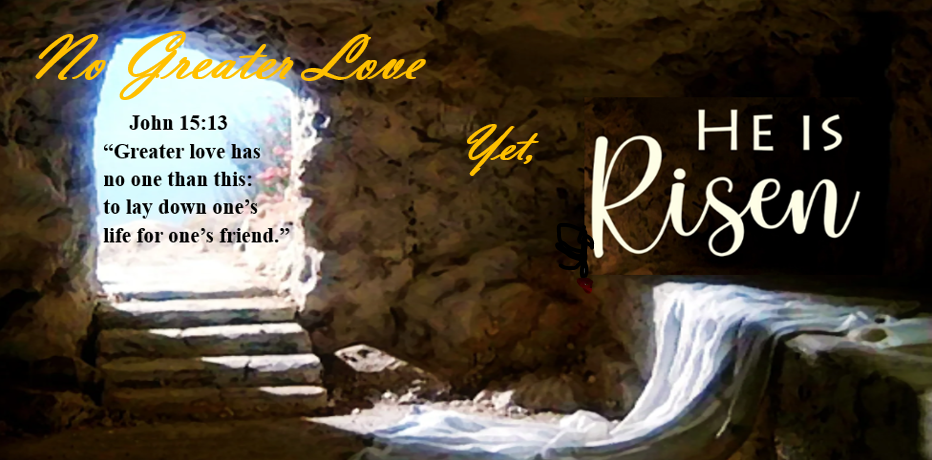 No Greater Love
John 15:13
“Greater love has
no one than this:
to lay down one’s
life for one’s friend.”
Yet,
HE IS
Risen